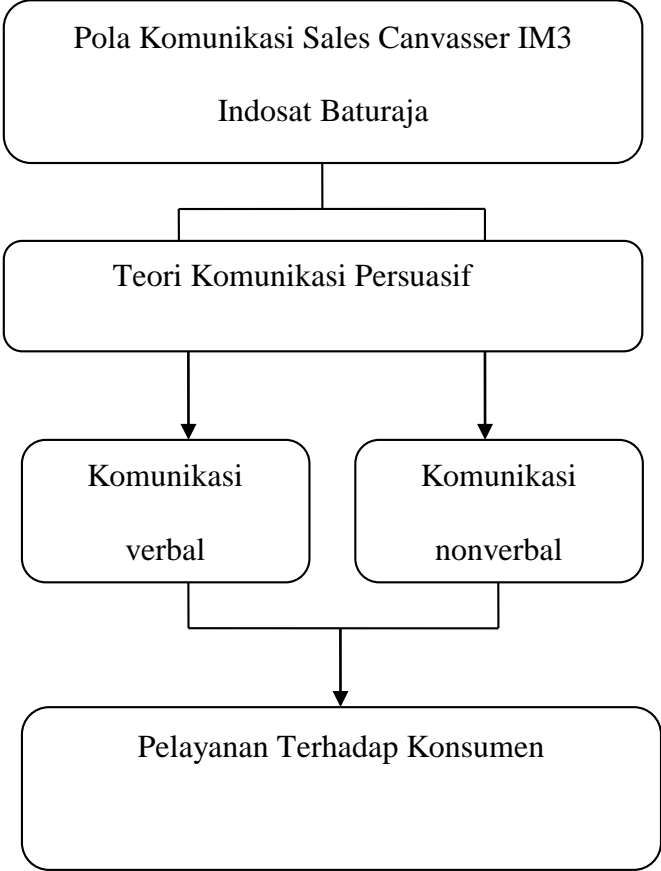 Pola Komunikasi Sales Canvasser IM3
Indosat Baturaja
Teori Komunikasi Persuasif
Komunikasi
verbal
Komunikasi
nonverbal
Pelayanan Terhadap Konsumen